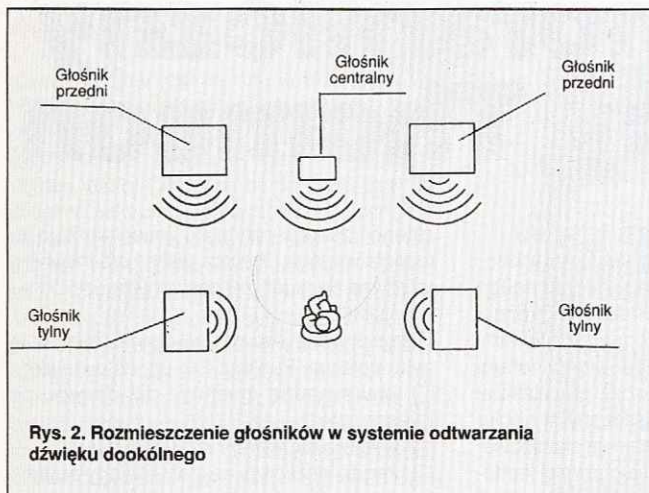 Głośnik
przedni
Głośnik
centralny
Głośnik
przedni
Głośnik
tylny
Głośnik
tylny
Rys. 2. Rozmieszczenie głośników w systemie odtwarzania
dźwięku dookólnego